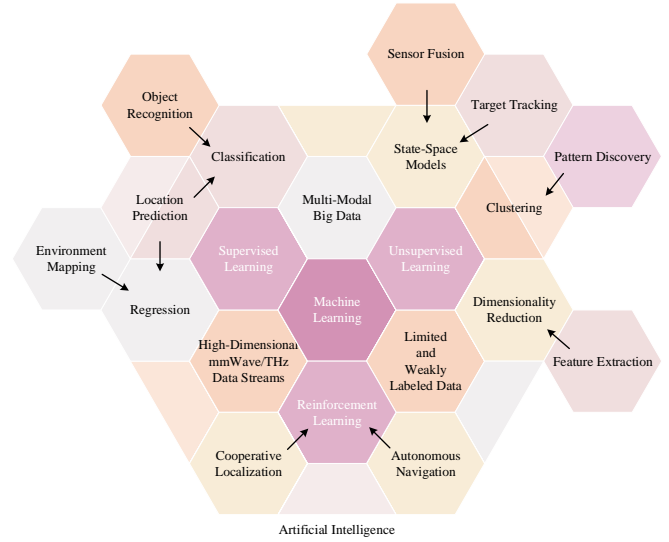 Sensor Fusion
Object
Recognition
Target Tracking
Classification
State-Space
Models
Pattern Discovery
Location
Prediction
Multi-Modal
Big Data
Clustering
Environment
Mapping
Supervised
Learning
Unsupervised
Learning
Regression
Machine
Learning
Dimensionality
Reduction
High-Dimensional
mmWave/THz
Data Streams
Limited
and
Weakly
Labeled Data
Feature Extraction
Reinforcement
Learning
Cooperative
Localization
Autonomous
Navigation
Artificial Intelligence